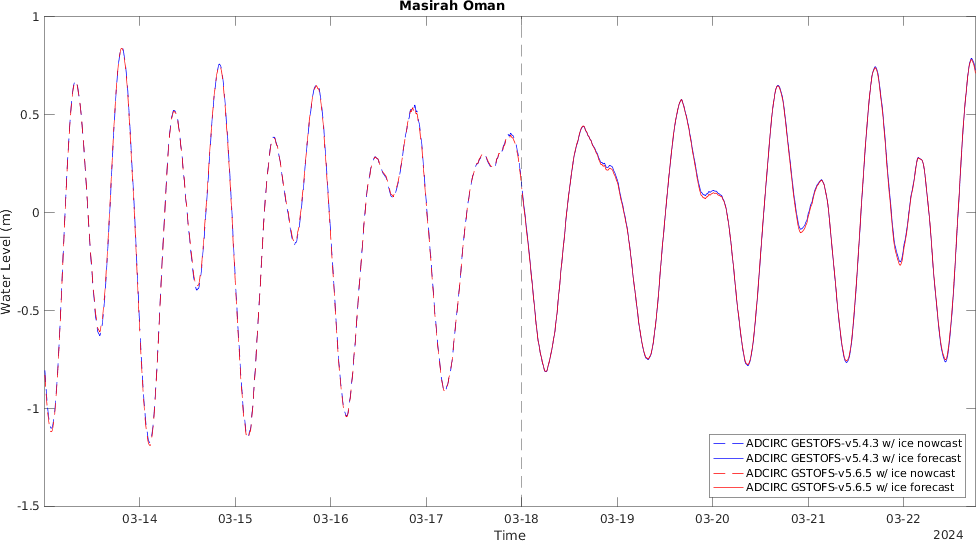 Masirah Oman
1
0.5
0
-0.5
-1
-1.5
Water Level (m)
03-14 03-15 03-16 03-17 03-18 03-19 03-20 03-21 03-22
Time
2024
ADCIRC GESTOFS-v5.4.3 w/ ice nowcast
ADCIRC GESTOFS-v5.4.3 w/ ice forecast
ADCIRC GSTOFS-v5.6.5 w/ ice nowcast
ADCIRC GSTOFS-v5.6.5 w/ ice forecast